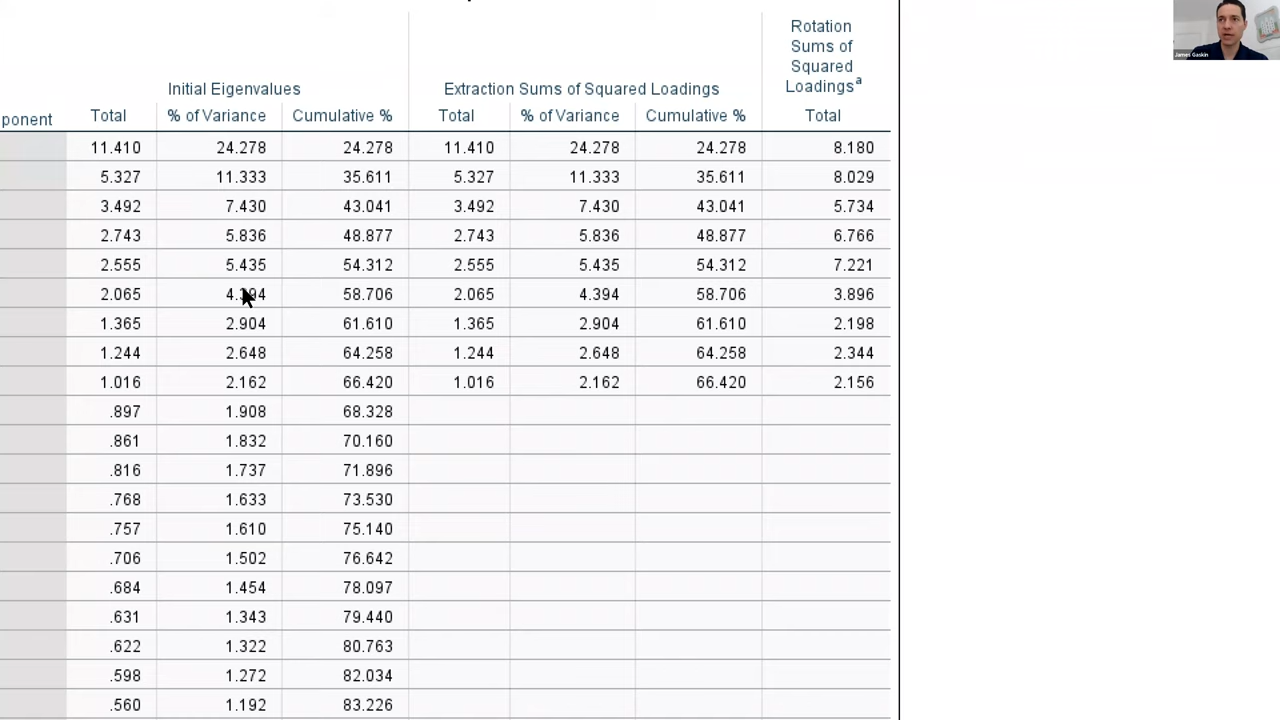 Rotation
Sums of
Squared
Loadingsa
Initial Eigenvalues Extraction Sums of Squared Loadings
ponent Total % of Variance Cumulative % Total % of Variance Cumulative % Total
11.410 24.278 24.278 11.410 24.278 24.278 8.180
5.327 11.333 35.611 5.327 11.333 35.611 8.029
3.492 7.430 43.041 3.492 7.430 43.041 5.734
2.743 5.836 48.877 2.743 5.836 48.877 6.766
2.555 5.435 54.312 2.555 5.435 54.312 7.221
2.065 58.706 2.065 4.394 58.706 3.896
1.365 2.904 61.610 1.365 2.904 61.610 2.198
1.244 2.648 64.258 1.244 2.648 64.258 2.344
1.016 2.162 66.420 1.016 2.162 66.420 2.156
.897 1.908 68.328
.861 1.832 70.160
.816 1.737 71.896
.768 1.633 73.530
.757 1.610 75.140
.706 1.502 76.642
.684 1.454 78.097
.631 1.343 79.440
.622 1.322 80.763
.598 1.272 82.034
.560 1.192 83.226
James Gaskin